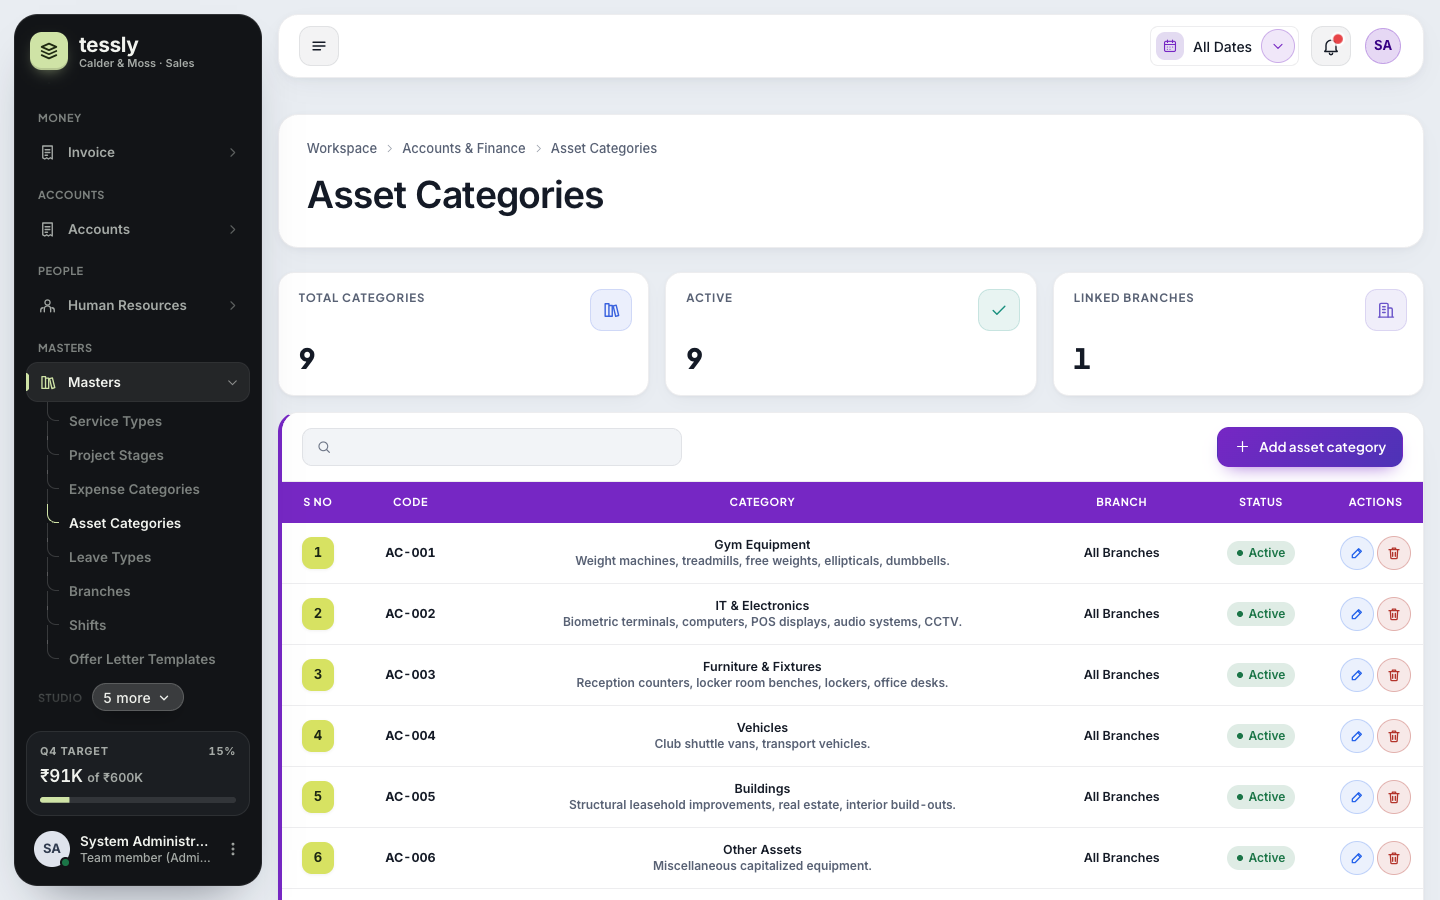 tessly
Calder & Moss · Sales
MONEY
Invoice
ACCOUNTS
Accounts
PEOPLE
Human Resources
MASTERS
Masters
Service Types
Project Stages
Expense Categories
Asset Categories
Leave Types
Branches
Shifts
Offer Letter Templates
STUDIO
5 more
Q4 TARGET 15%
₹91K of ₹600K
SA
System Administr...
Team member (Admi...
All Dates
SA
Workspace > Accounts & Finance > Asset Categories
Asset Categories
TOTAL CATEGORIES
9
ACTIVE
9
LINKED BRANCHES
1
Add asset category
S NO CODE CATEGORY BRANCH STATUS ACTIONS
1 AC-001 Gym Equipment All Branches Active
Weight machines, treadmills, free weights, ellipticals, dumbbells.
2 AC-002 IT & Electronics All Branches Active
Biometric terminals, computers, POS displays, audio systems, CCTV.
3 AC-003 Furniture & Fixtures All Branches Active
Reception counters, locker room benches, lockers, office desks.
4 AC-004 Vehicles All Branches Active
Club shuttle vans, transport vehicles.
5 AC-005 Buildings All Branches Active
Structural leasehold improvements, real estate, interior build-outs.
6 AC-006 Other Assets All Branches Active
Miscellaneous capitalized equipment.